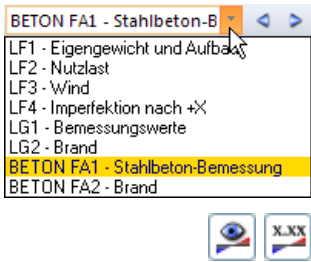 BETON FA1 - Stahlbeton-B
LF1 - Eigengewicht und Aufbau
LF2 - Nutzlast
LF3 - Wind
LF4 - Imperfektion nach +X
LG1 - Bemessungswerte
LG2 - Brand
BETON FA1 - Stahlbeton-Bemessung
BETON FA2 - Brand
X.XX